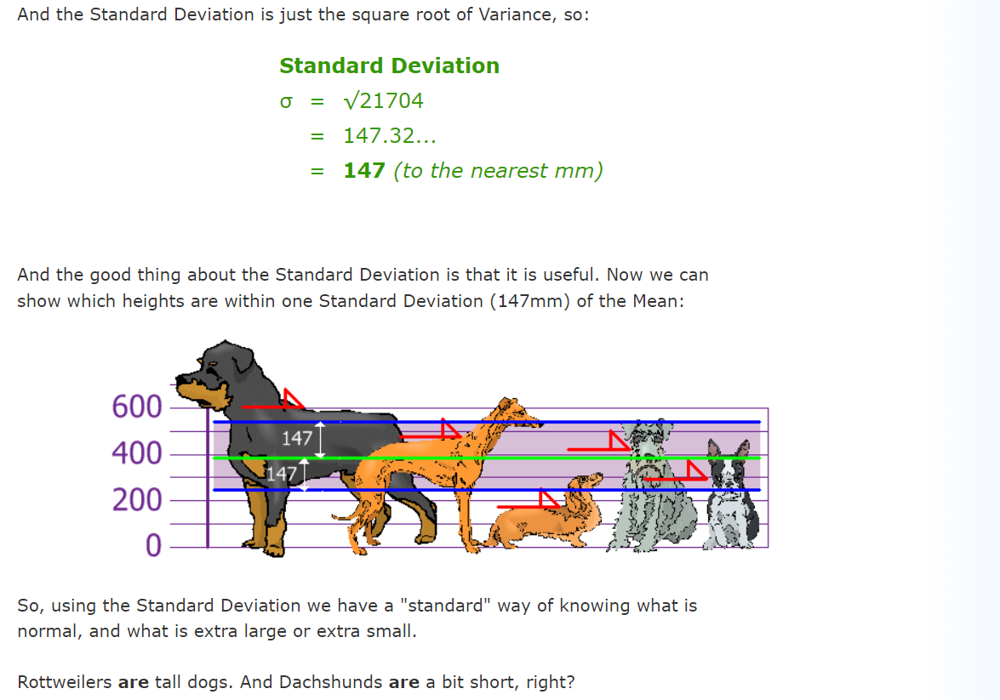 And the Standard Deviation is just the square root of Variance, so:
Standard Deviation
σ = √21704
= 147.32...
= 147 (to the nearest mm)
And the good thing about the Standard Deviation is that it is useful. Now we can
show which heights are within one Standard Deviation (147mm) of the Mean:
600
400
200
0
147
147
So, using the Standard Deviation we have a "standard" way of knowing what is
normal, and what is extra large or extra small.
Rottweilers are tall dogs. And Dachshunds are a bit short, right?